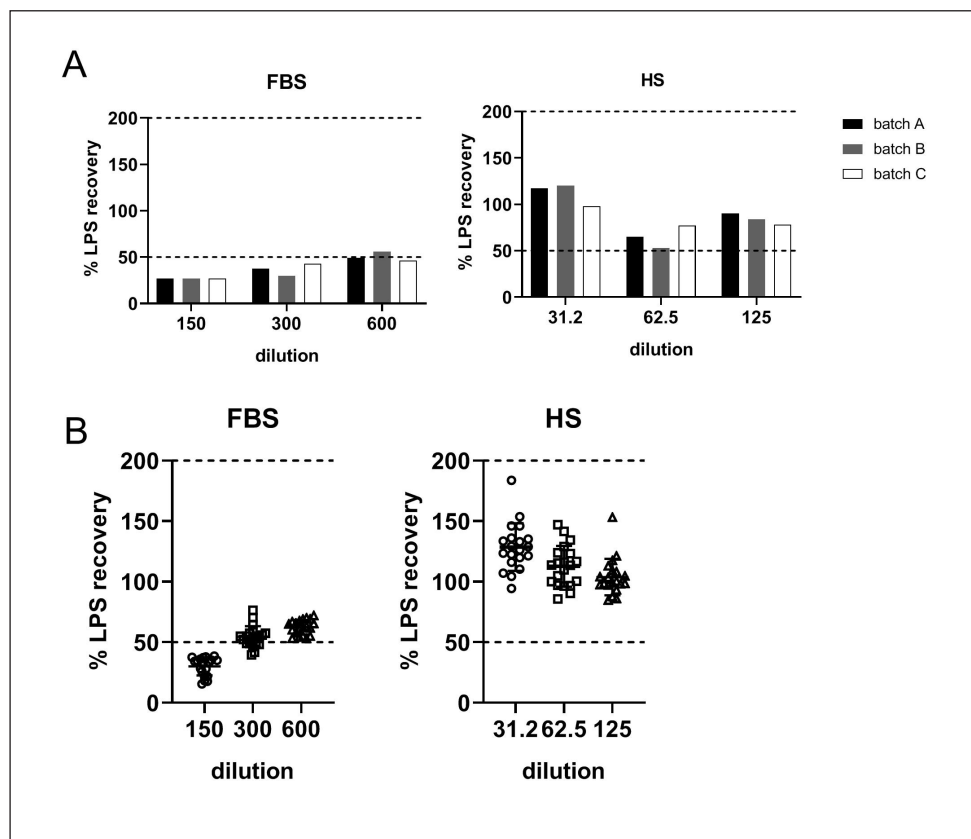 A
FBS
% LPS recovery
200
150
100
50
0
150 300 600
dilution
HS
% LPS recovery
200
150
100
50
0
31.2 62.5 125
dilution
batch A
batch B
batch C
B
FBS
% LPS recovery
200
150
100
50
0
150 300 600
dilution
HS
% LPS recovery
200
150
100
50
0
31.2 62.5 125
dilution